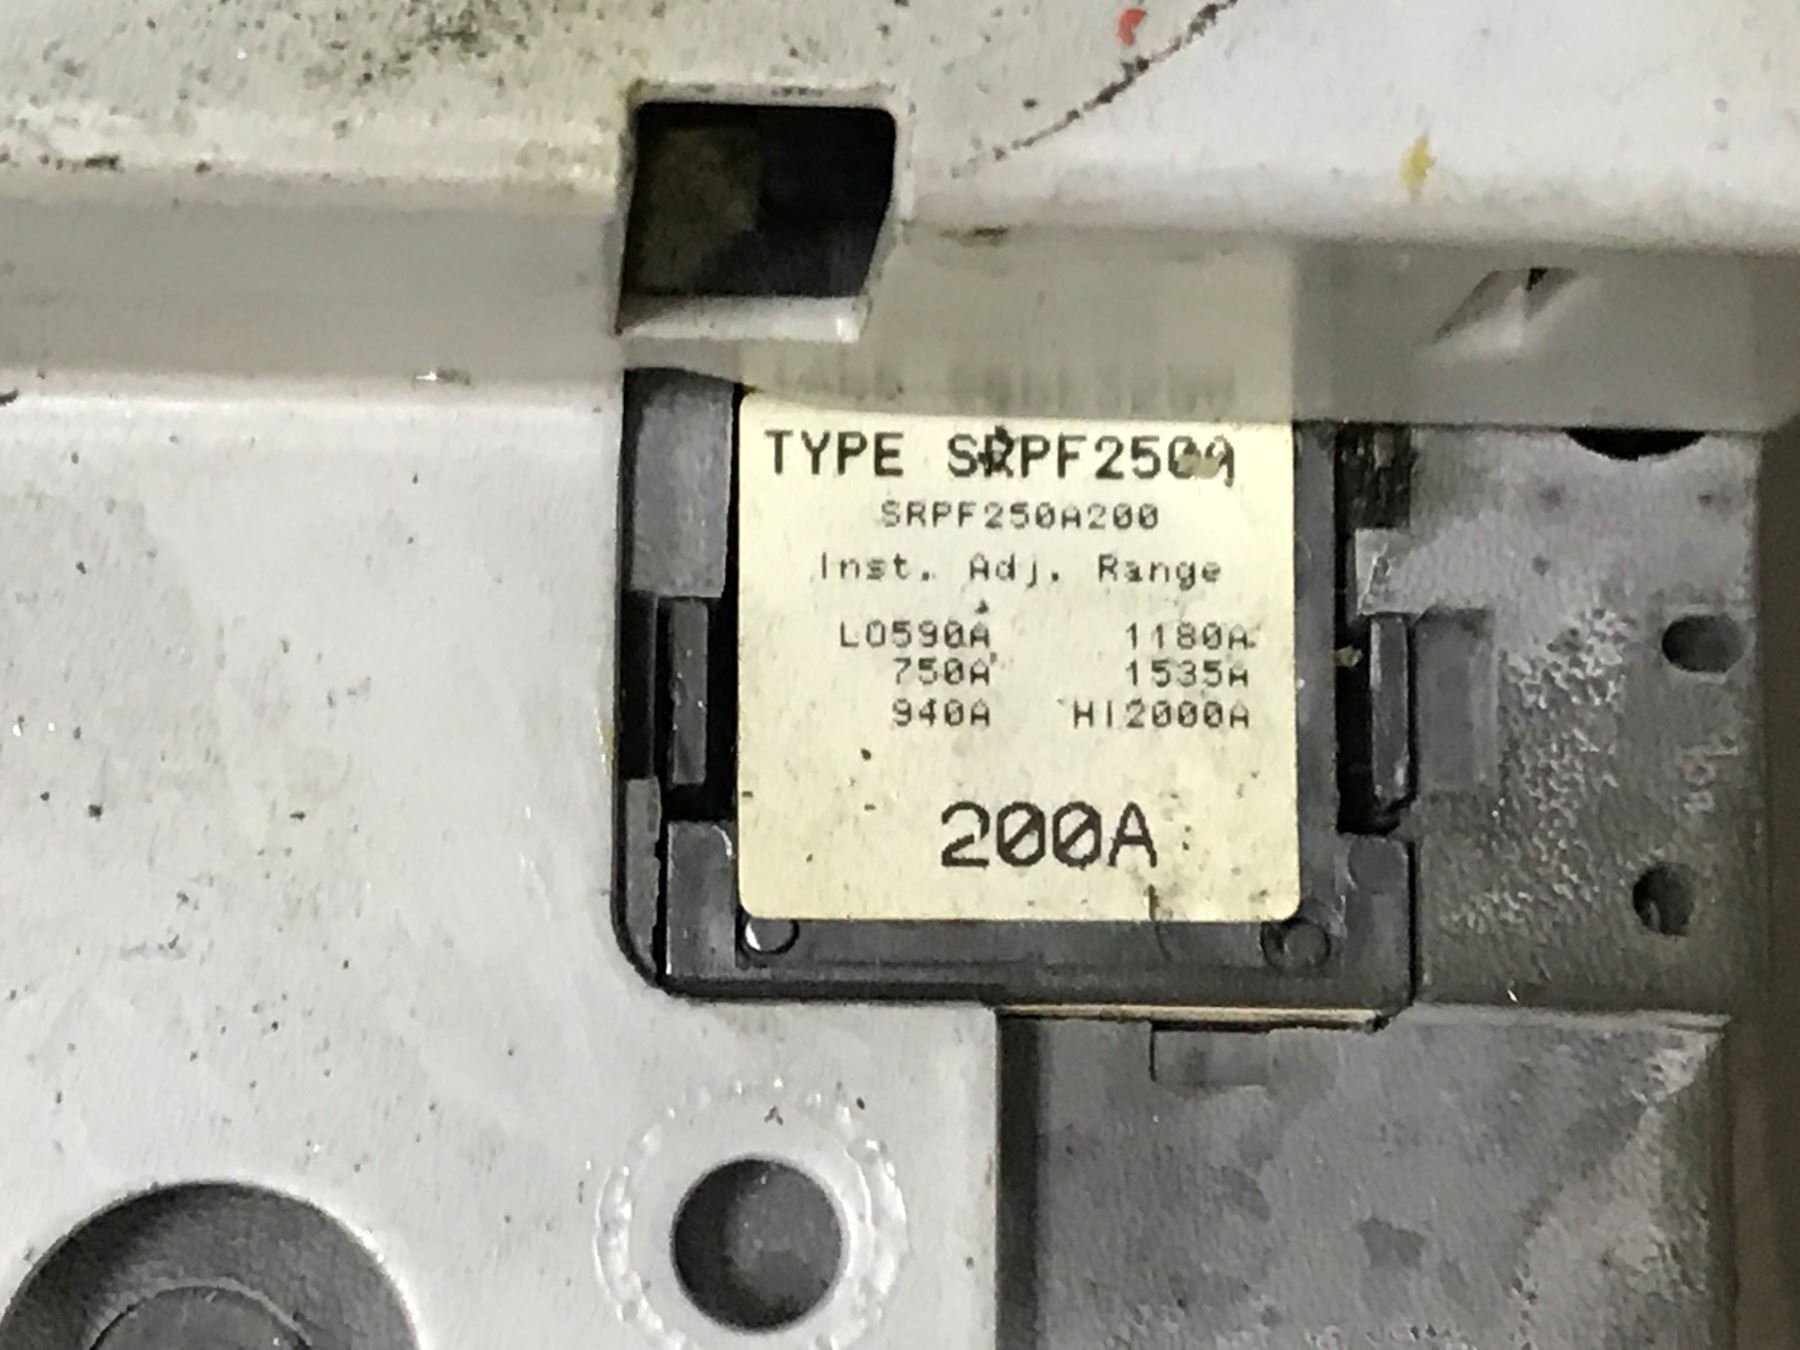 TYPE SRPF250A
SRPF250A200
Inst. Adj. Range
LO590A 1180A
750A 1535A
940A HI2000A
200A